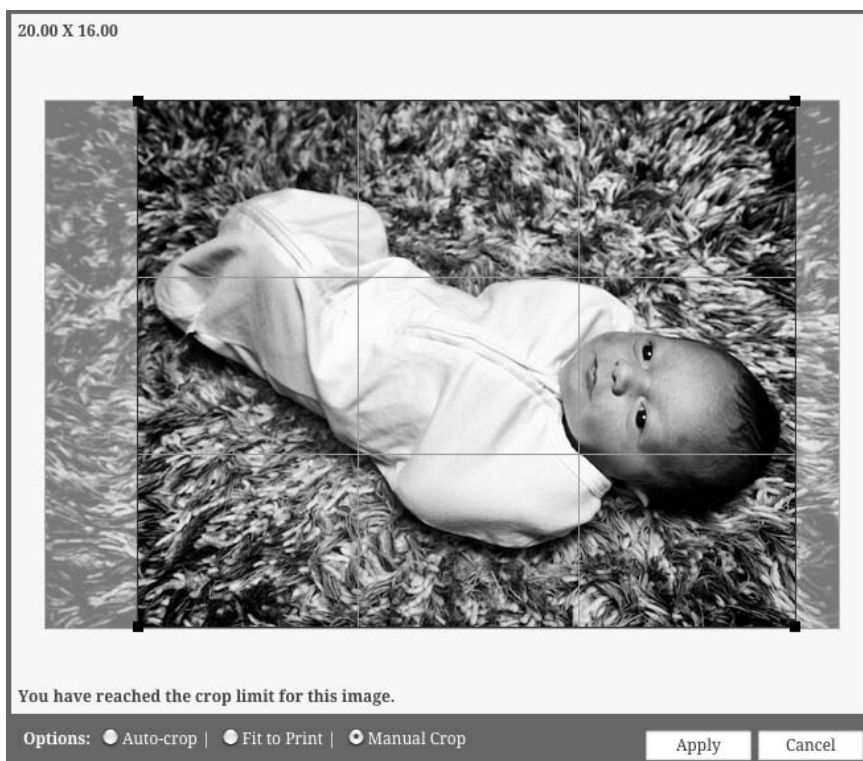 20.00 X 16.00
You have reached the crop limit for this image.
Options: Auto-crop | Fit to Print | Manual Crop
Apply
Cancel